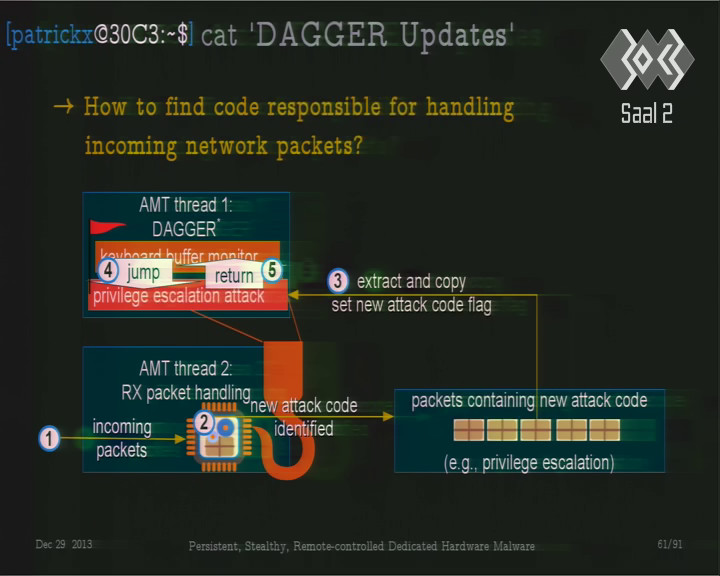 [patrickx@30C3:~$] cat 'DAGGER Updates'
Saal 2
→ How to find code responsible for handling
incoming network packets?
AMT thread 1:
DAGGER*
keyboard buffer monitor
4 jump return 5
privilege escalation attack
3 extract and copy
set new attack code flag
AMT thread 2:
RX packet handling
1 incoming
packets
2
new attack code
identified
packets containing new attack code
(e.g., privilege escalation)
Dec 29 2013 Persistent, Stealthy, Remote-controlled Dedicated Hardware Malware 61/91